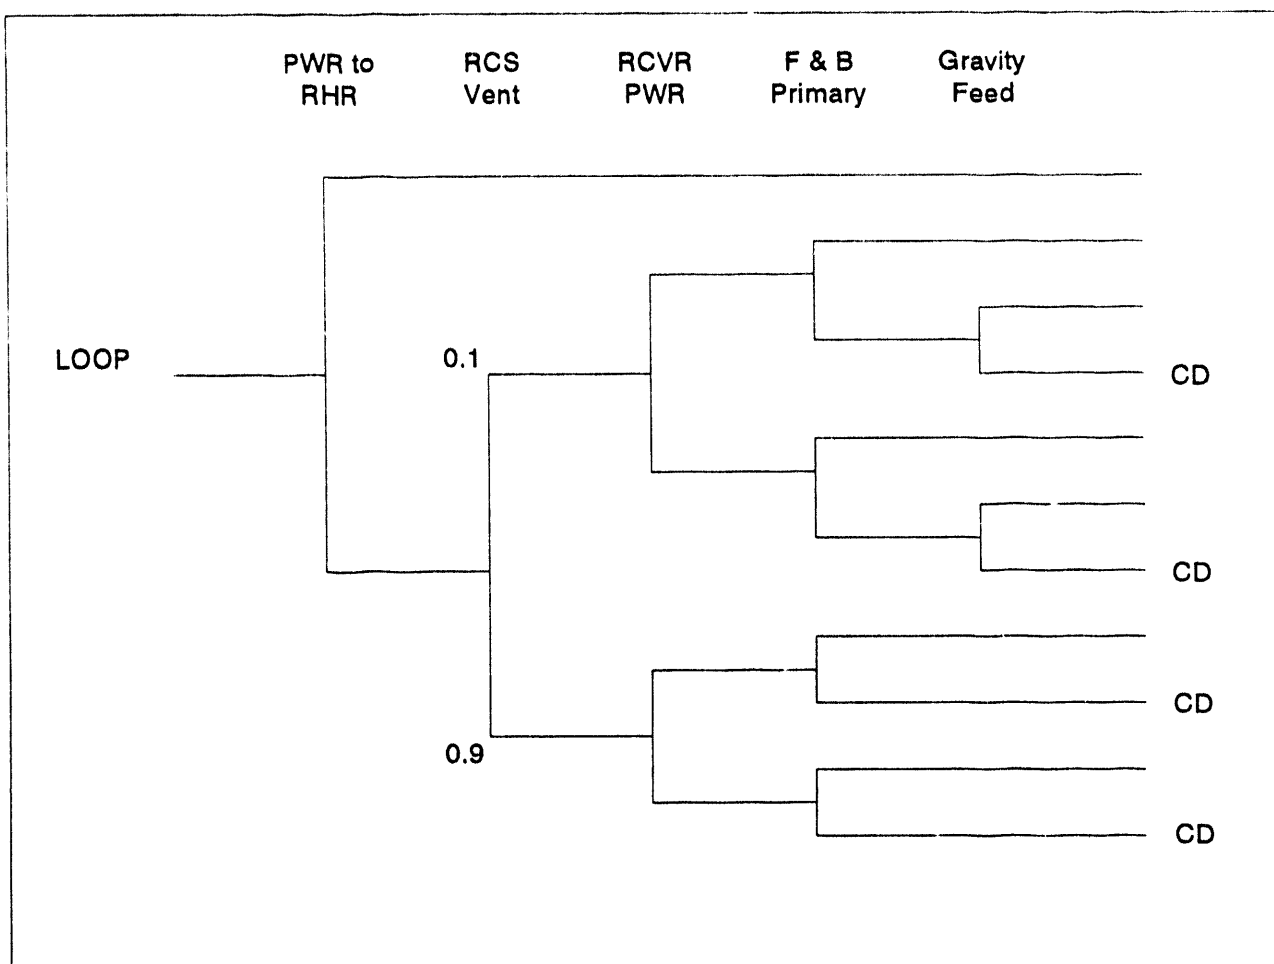 PWR to RCS RCVR F & B Gravity
RHR Vent PWR Primary Feed
LOOP 0.1
CD
CD
CD
0.9
CD